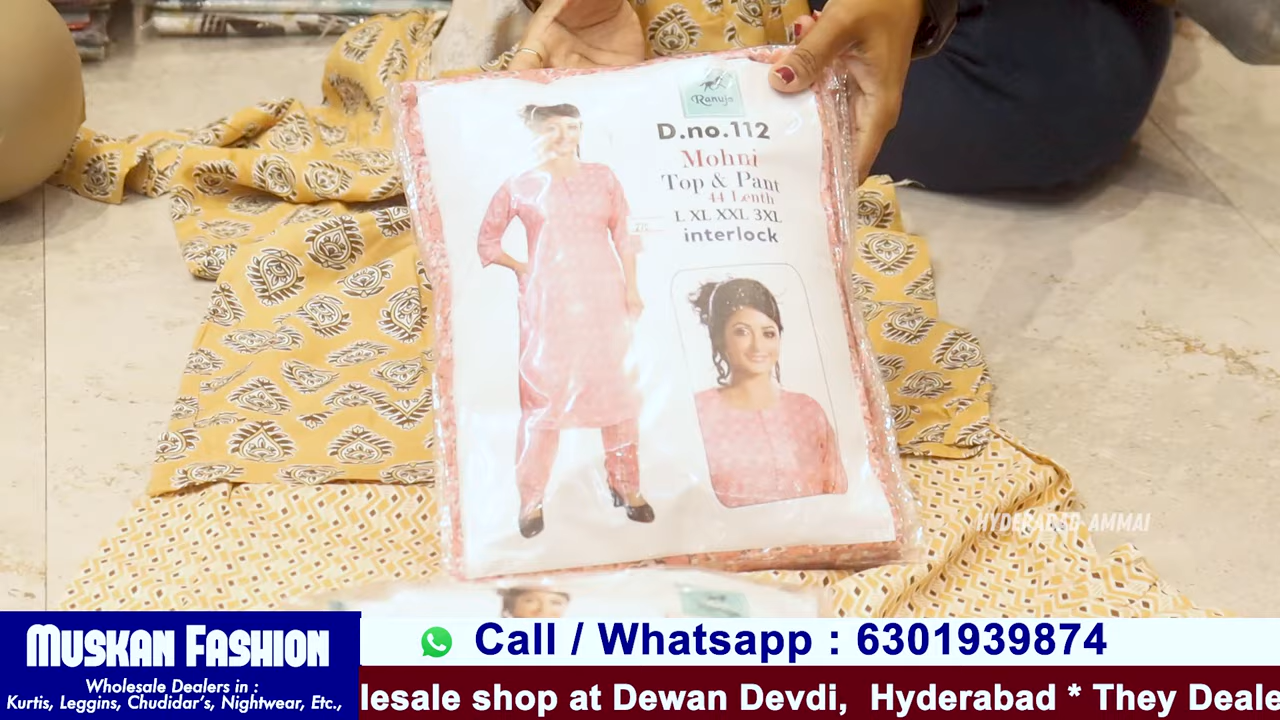 Ranuja
D.no.112
Mohni
Top & Pant
44 Lenth
L XL XXL 3XL
interlock
HYDERABAD AMMAI
MUSKAN FASHION
Wholesale Dealers in :
Kurtis, Leggins, Chudidar's, Nightwear, Etc.,
Call / Whatsapp : 6301939874
lesale shop at Dewan Devdi, Hyderabad * They Deale